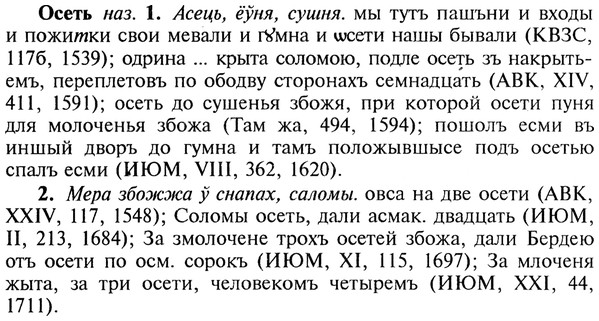 Осеть наз. 1. Асець, ёўня, сушня. мы тутъ пашъни и входы
и пожитки свои мевали и гꙋмна и ѡсети нашы бывали (КВЗС,
117б, 1539); одрина ... крыта соломою, подле осеть зъ накрыть-
емъ, переплетовъ по ободву сторонахъ семнадцать (АВК, XIV,
411, 1591); осеть до сушенья збожя, при которой осети пуня
для молоченья збожа (Там жа, 494, 1594); пошолъ есми въ
иншый дворъ до гумна и тамъ положывшысе подъ осетью
спалъ есми (ИЮМ, VIII, 362, 1620).
2. Мера збожжа ў снапах, саломы. овса на две осети (АВК,
XXIV, 117, 1548); Соломы осеть, дали асмак. двадцать (ИЮМ,
II, 213, 1684); За змолочене трохъ осетей збожа, дали Бердею
отъ осети по осм. сорокъ (ИЮМ, XI, 115, 1697); За млоченя
жыта, за три осети, человекомъ четыремъ (ИЮМ, XXI, 44,
1711).